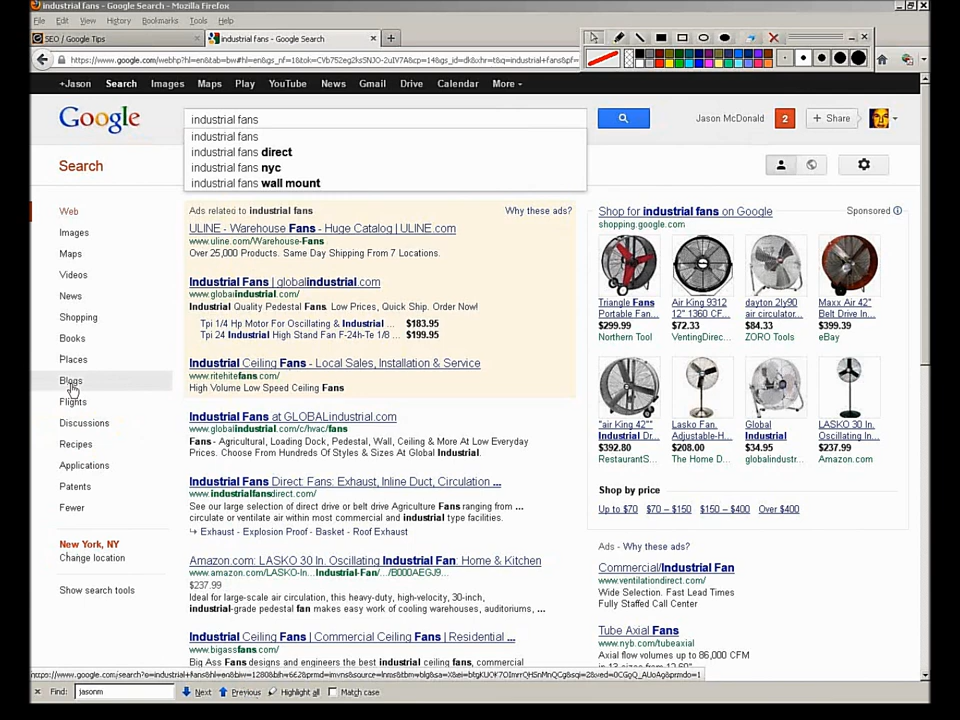 industrial fans - Google Search - Mozilla Firefox
File Edit View History Bookmarks Tools Help
SEO / Google Tips
industrial fans - Google Search
+Jason Search Images Maps Play YouTube News Gmail Drive Calendar More
Google
industrial fans
Jason McDonald 2 + Share
industrial fans
industrial fans direct
industrial fans nyc
industrial fans wall mount
Search
Web
Images
Maps
Videos
News
Shopping
Books
Places
Blogs
Flights
Discussions
Recipes
Applications
Patents
Fewer
New York, NY
Change location
Show search tools
Ads related to industrial fans Why these ads?
ULINE - Warehouse Fans - Huge Catalog | ULINE.com
www.uline.com/Warehouse-Fans
Over 25,000 Products. Same Day Shipping From 7 Locations.
Industrial Fans | globalindustrial.com
www.globalindustrial.com/
Industrial Quality Pedestal Fans. Low Prices, Quick Ship. Order Now!
Tpi 1/4 Hp Motor For Oscillating & Industrial ... $183.95
Tpi 24 Industrial High Stand Fan F-24h-Te 1/8 ... $199.95
Industrial Ceiling Fans - Local Sales, Installation & Service
www.ritehitefans.com/
High Volume Low Speed Ceiling Fans
Industrial Fans at GLOBALindustrial.com
www.globalindustrial.com/c/hvac/fans
Fans - Agricultural, Loading Dock, Pedestal, Wall, Ceiling & More At Low Everyday
Prices. Choose From Hundreds Of Styles & Sizes At Global Industrial.
Industrial Fans Direct: Fans: Exhaust, Inline Duct, Circulation ...
www.industrialfansdirect.com/
See our large selection of direct drive or belt drive Agriculture Fans ranging from ...
circulate or ventilate air within most commercial and industrial type facilities.
Exhaust - Explosion Proof - Basket - Roof Exhaust
Amazon.com: LASKO 30 In. Oscillating Industrial Fan: Home & Kitchen
www.amazon.com/LASKO-In...Industrial-Fan/.../B000AEGJ9...
$237.99
Ideal for large-scale air circulation, this heavy-duty, high-velocity, 30-inch,
industrial-grade pedestal fan makes easy work of cooling warehouses, auditoriums, ...
Industrial Ceiling Fans | Commercial Ceiling Fans | Residential ...
www.bigassfans.com/
Big Ass Fans designs and engineers the best industrial ceiling fans, commercial
Shop for industrial fans on Google Sponsored
shopping.google.com
Triangle Fans
Portable Fan...
$299.99
Northern Tool
Air King 9312
12" 1360 CF...
$72.33
VentingDirec...
dayton 2ly90
air circulator...
$84.33
ZORO Tools
Maxx Air 42"
Belt Drive In...
$399.39
eBay
"air King 42""
Industrial Dr...
$392.80
RestaurantS...
Lasko Fan,
Adjustable-H...
$208.00
The Home D...
Global
Industrial
$34.95
globalindustr...
LASKO 30 In.
Oscillating In...
$237.99
Amazon.com
Shop by price
Up to $70 $70 – $150 $150 – $400 Over $400
Ads - Why these ads?
Commercial/Industrial Fan
www.ventilationdirect.com/
Wide Selection. Fast Lead Times
Fully Staffed Call Center
Tube Axial Fans
www.nyb.com/tubeaxial
Axial flow volumes up to 86,000 CFM
Find: jasonm Next Previous Highlight all Match case